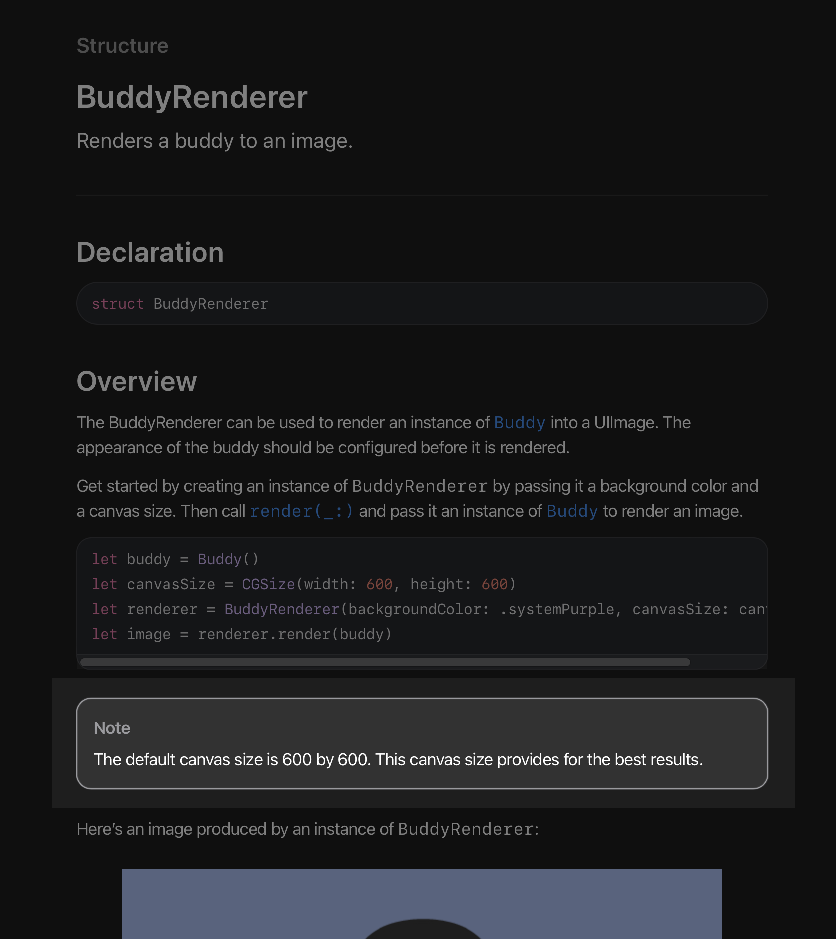 Structure
BuddyRenderer
Renders a buddy to an image.
Declaration
struct BuddyRenderer
Overview
The BuddyRenderer can be used to render an instance of Buddy into a UIImage. The
appearance of the buddy should be configured before it is rendered.
Get started by creating an instance of BuddyRenderer by passing it a background color and
a canvas size. Then call render(_:) and pass it an instance of Buddy to render an image.
let buddy = Buddy()
let canvasSize = CGSize(width: 600, height: 600)
let renderer = BuddyRenderer(backgroundColor: .systemPurple, canvasSize: can
let image = renderer.render(buddy)
Note
The default canvas size is 600 by 600. This canvas size provides for the best results.
Here’s an image produced by an instance of BuddyRenderer: